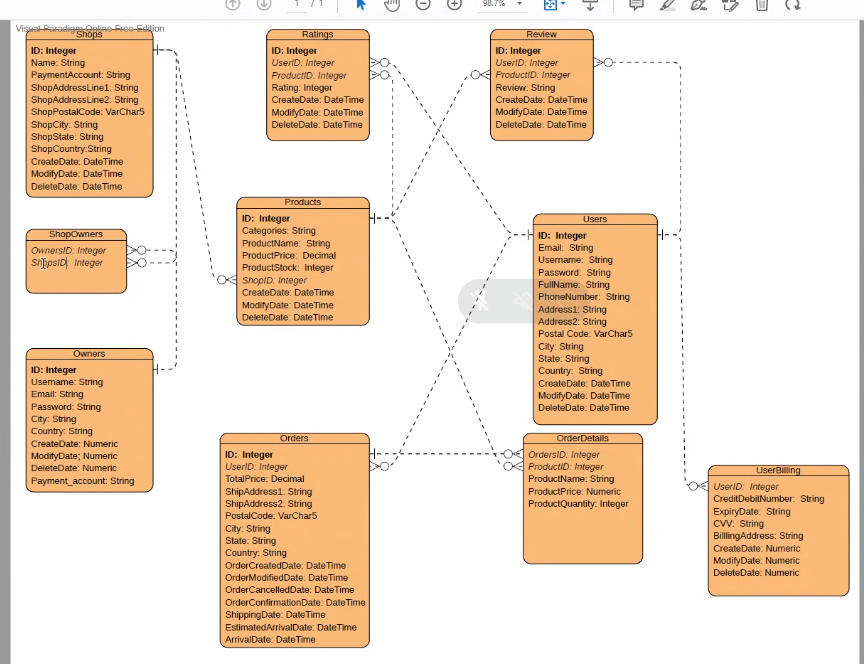 1 / 1
98.7%
Visual Paradigm Online Free Edition
Shops
ID: Integer
Name: String
PaymentAccount: String
ShopAddressLine1: String
ShopAddressLine2: String
ShopPostalCode: VarChar5
ShopCity: String
ShopState: String
ShopCountry:String
CreateDate: DateTime
ModifyDate: DateTime
DeleteDate: DateTime
Ratings
ID: Integer
UserID: Integer
ProductID: Integer
Rating: Integer
CreateDate: DateTime
ModifyDate: DateTime
DeleteDate: DateTime
Review
ID: Integer
UserID: Integer
ProductID: Integer
Review: String
CreateDate: DateTime
ModifyDate: DateTime
DeleteDate: DateTime
ShopOwners
OwnersID: Integer
ShopsID: Integer
Products
ID: Integer
Categories: String
ProductName: String
ProductPrice: Decimal
ProductStock: Integer
ShopID: Integer
CreateDate: DateTime
ModifyDate: DateTime
DeleteDate: DateTime
Users
ID: Integer
Email: String
Username: String
Password: String
FullName: String
PhoneNumber: String
Address1: String
Address2: String
Postal Code: VarChar5
City: String
State: String
Country: String
CreateDate: DateTime
ModifyDate: DateTime
DeleteDate: DateTime
Owners
ID: Integer
Username: String
Email: String
Password: String
City: String
Country: String
CreateDate: Numeric
ModifyDate; Numeric
DeleteDate: Numeric
Payment_account: String
Orders
ID: Integer
UserID: Integer
TotalPrice: Decimal
ShipAddress1: String
ShipAddress2: String
PostalCode: VarChar5
City: String
State: String
Country: String
OrderCreatedDate: DateTime
OrderModifiedDate: DateTime
OrderCancelledDate: DateTime
OrderConfirmationDate: DateTime
ShippingDate: DateTime
EstimatedArrivalDate: DateTime
ArrivalDate: DateTime
OrderDetails
OrdersID: Integer
ProductID: Integer
ProductName: String
ProductPrice: Numeric
ProductQuantity: Integer
UserBilling
UserID: Integer
CreditDebitNumber: String
ExpiryDate: String
CVV: String
BilllingAddress: String
CreateDate: Numeric
ModifyDate: Numeric
DeleteDate: Numeric